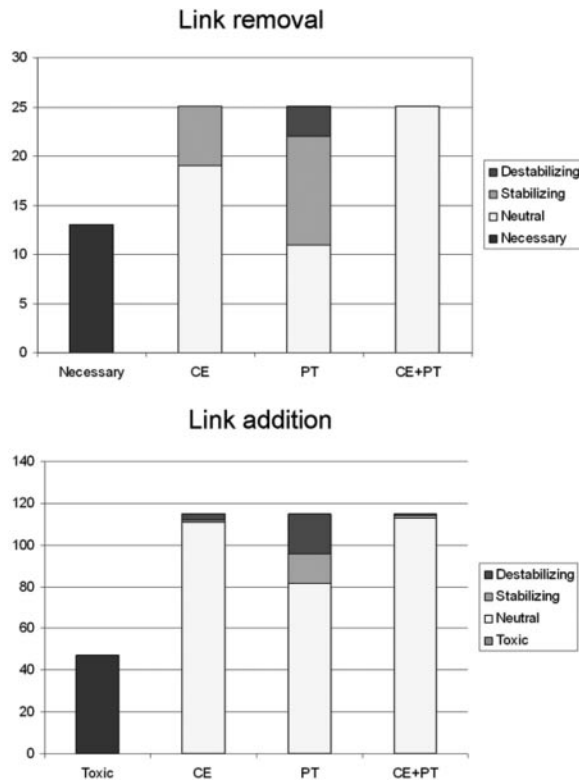 Link removal
30
25
20
15
10
5
0
Necessary CE PT CE+PT
Destabilizing
Stabilizing
Neutral
Necessary
Link addition
140
120
100
80
60
40
20
0
Toxic CE PT CE+PT
Destabilizing
Stabilizing
Neutral
Toxic